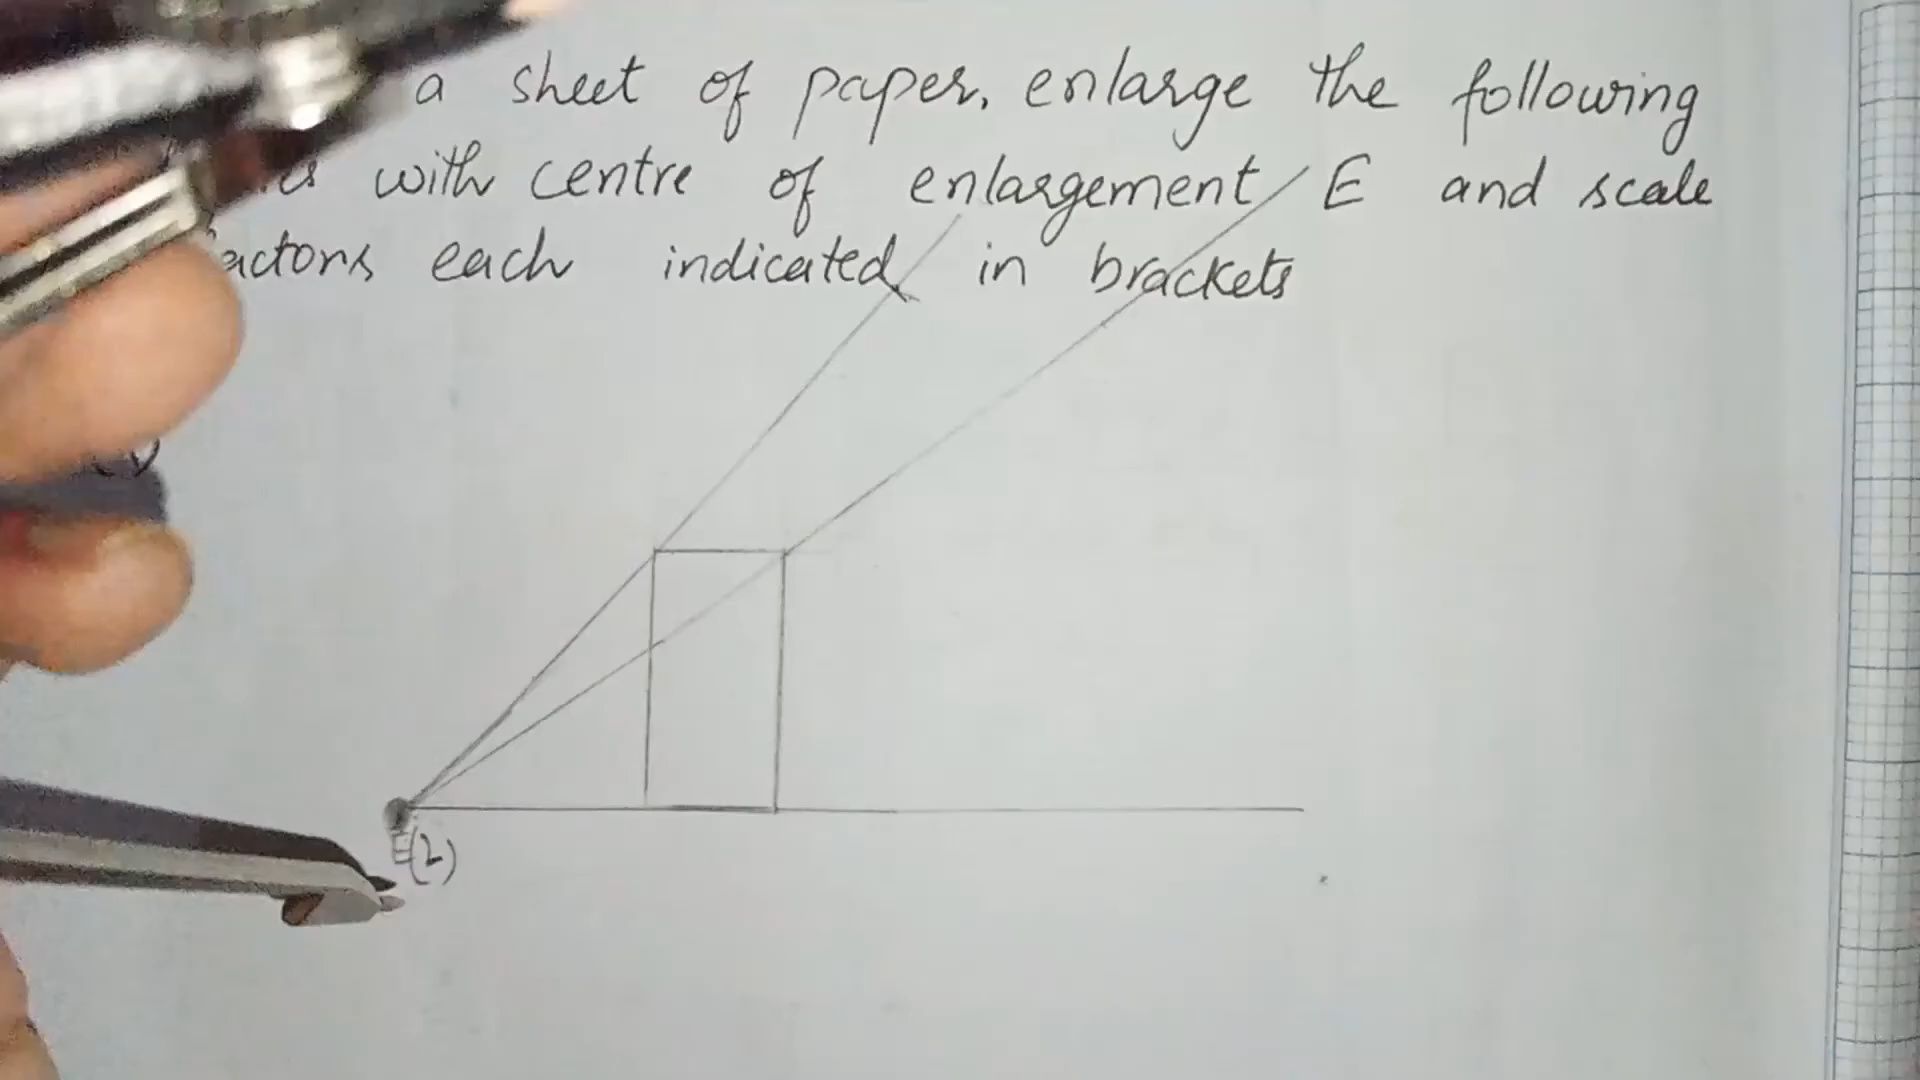 a sheet of paper, enlarge the following
with centre of enlargement E and scale
actors each indicated in brackets
E(2)